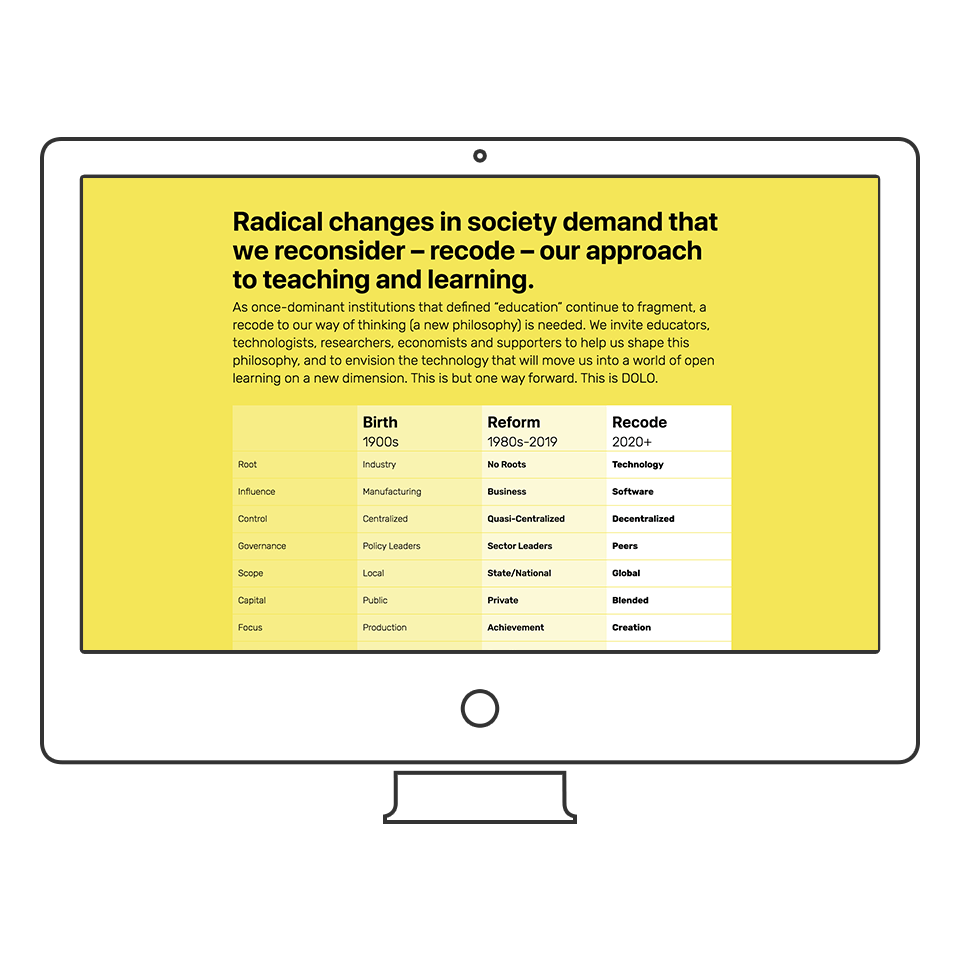 Radical changes in society demand that
we reconsider – recode – our approach
to teaching and learning.
As once-dominant institutions that defined “education” continue to fragment, a
recode to our way of thinking (a new philosophy) is needed. We invite educators,
technologists, researchers, economists and supporters to help us shape this
philosophy, and to envision the technology that will move us into a world of open
learning on a new dimension. This is but one way forward. This is DOLO.
Birth Reform Recode
1900s 1980s-2019 2020+
Root Industry No Roots Technology
Influence Manufacturing Business Software
Control Centralized Quasi-Centralized Decentralized
Governance Policy Leaders Sector Leaders Peers
Scope Local State/National Global
Capital Public Private Blended
Focus Production Achievement Creation